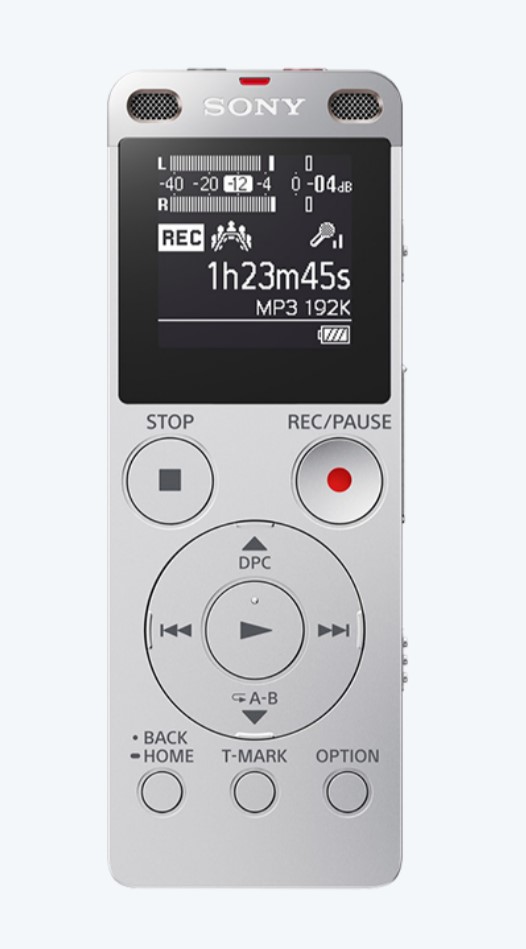 SONY
L
-40 -20 -12 -4 0 -04dB
R
REC
1h23m45s
MP3 192K
STOP REC/PAUSE
DPC
A-B
• BACK
HOME T-MARK OPTION